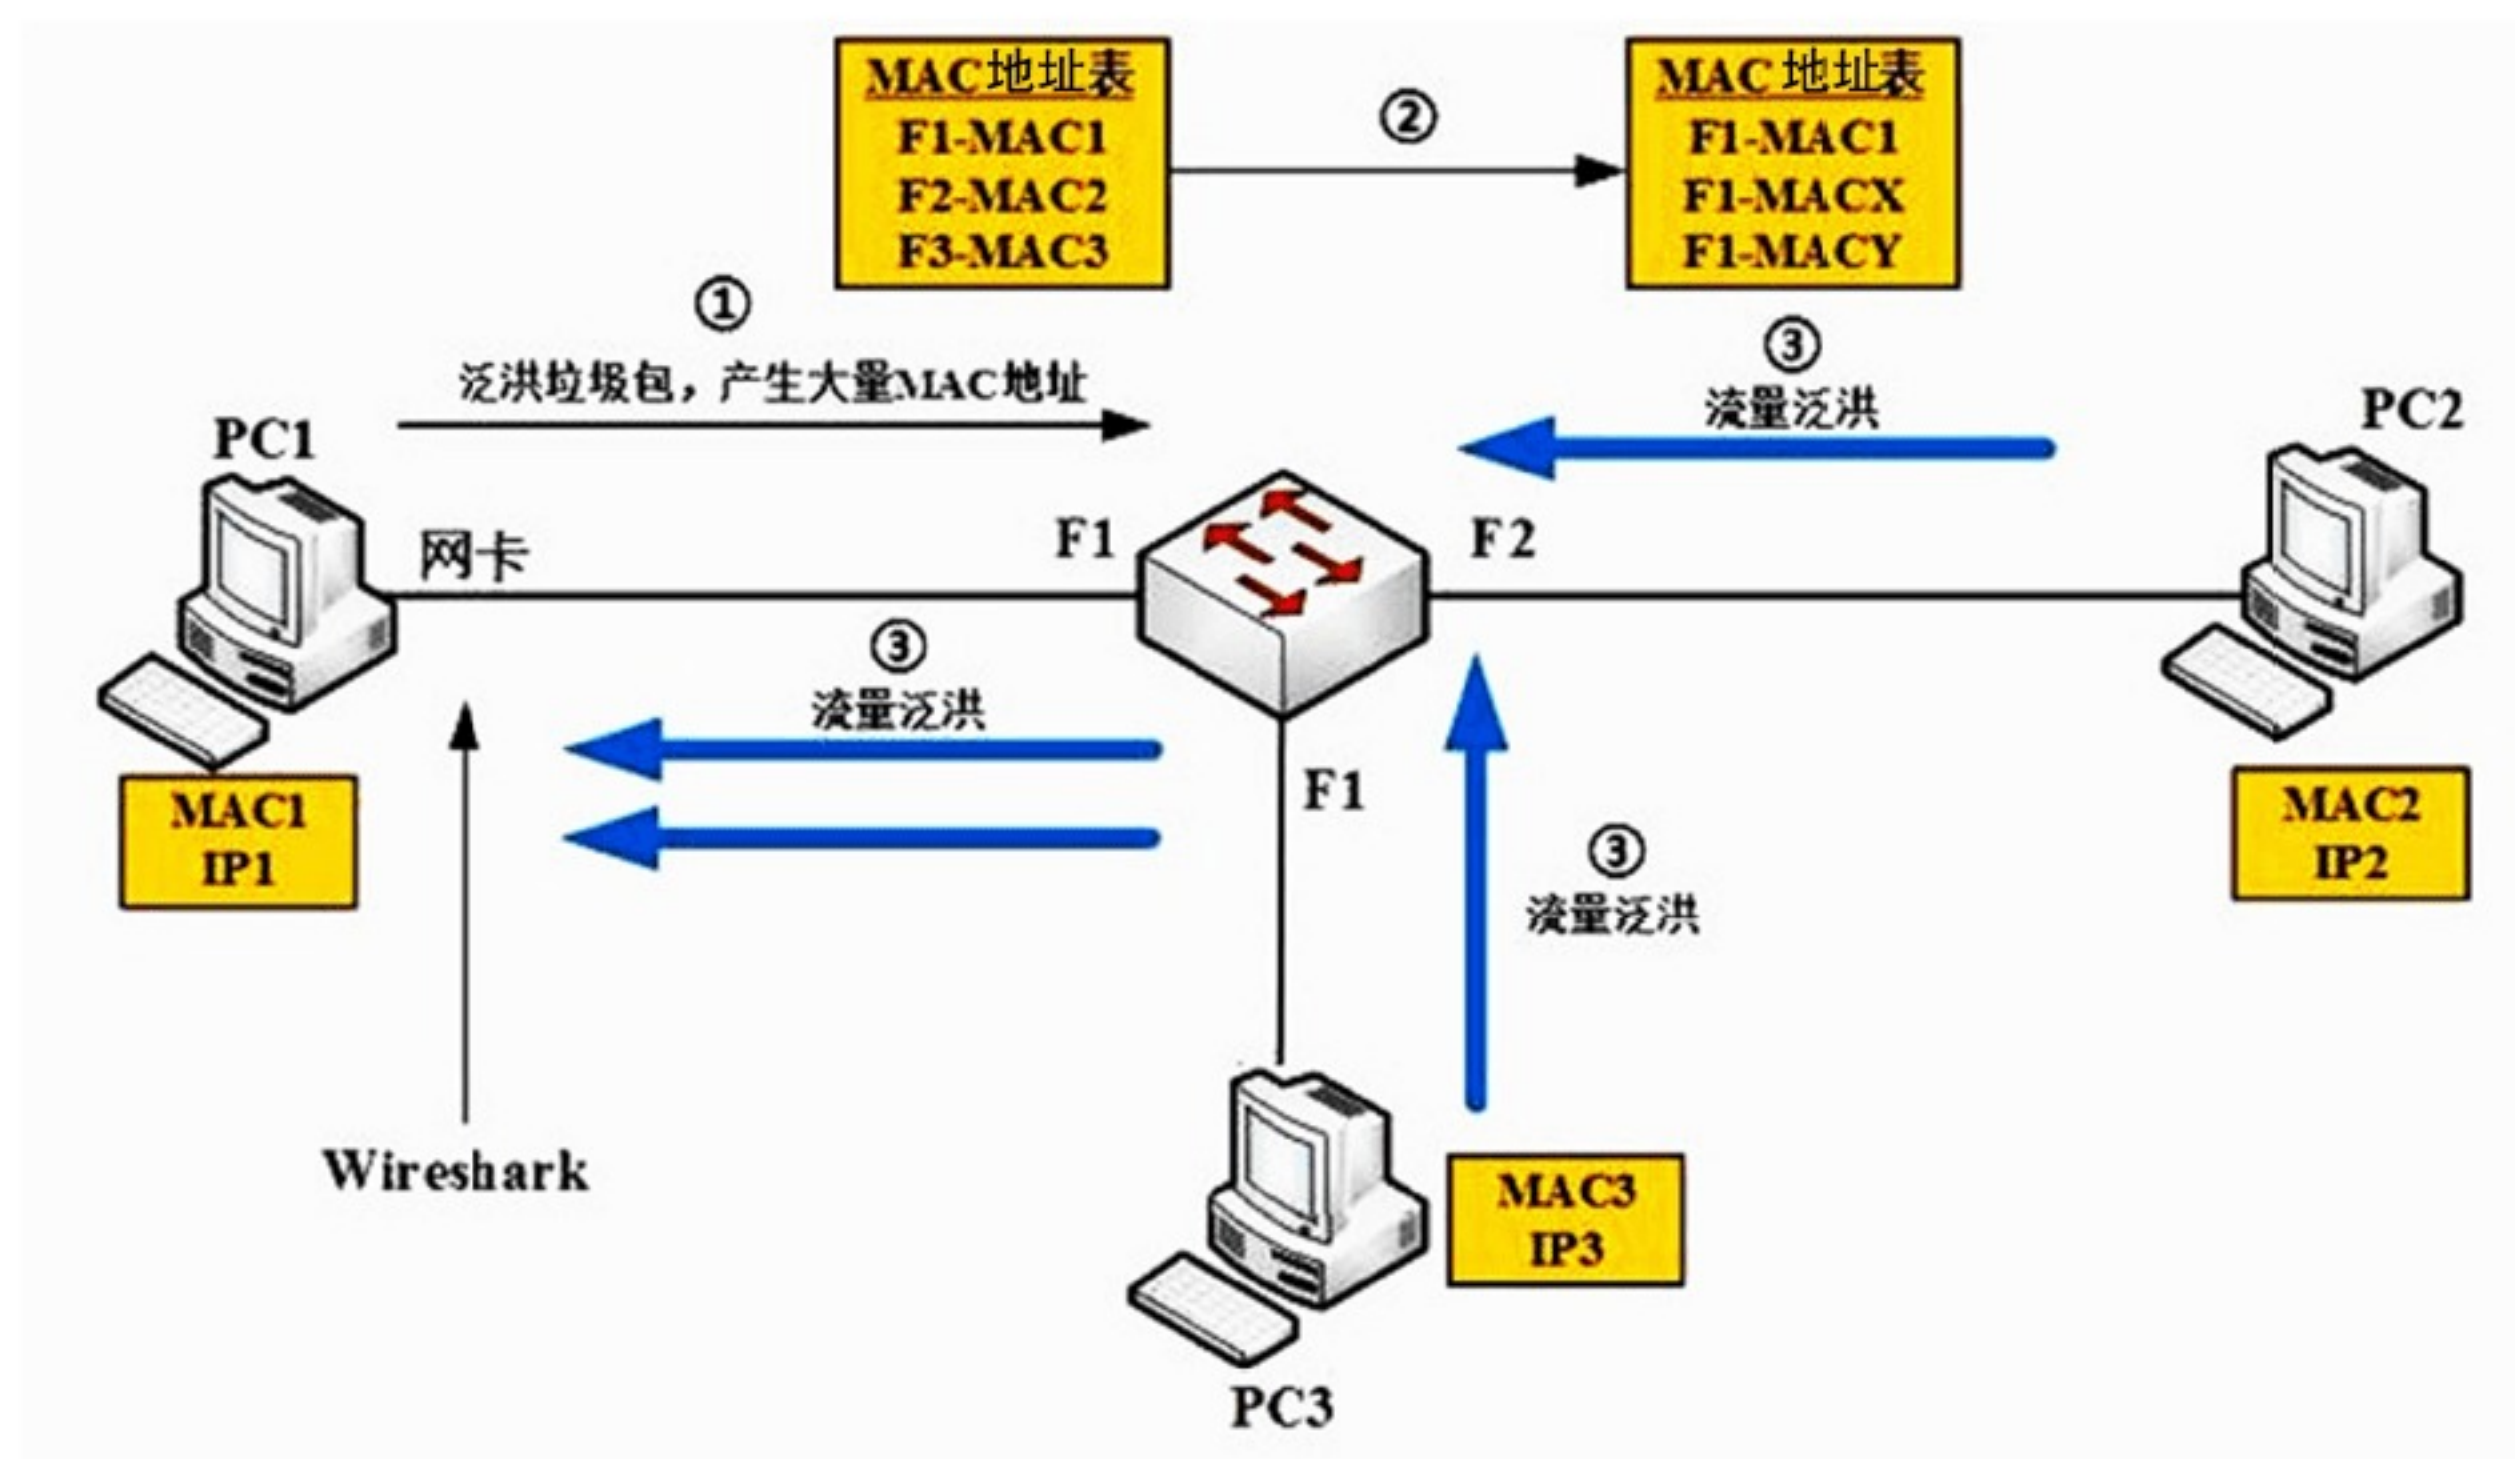 MAC地址表
F1-MAC1
F2-MAC2
F3-MAC3
②
MAC 地址表
F1-MAC1
F1-MACX
F1-MACY
①
泛洪垃圾包，产生大量MAC地址
③
流量泛洪
PC1
PC2
网卡
F1
F2
③
流量泛洪
MAC1
IP1
F1
MAC2
IP2
③
流量泛洪
Wireshark
MAC3
IP3
PC3